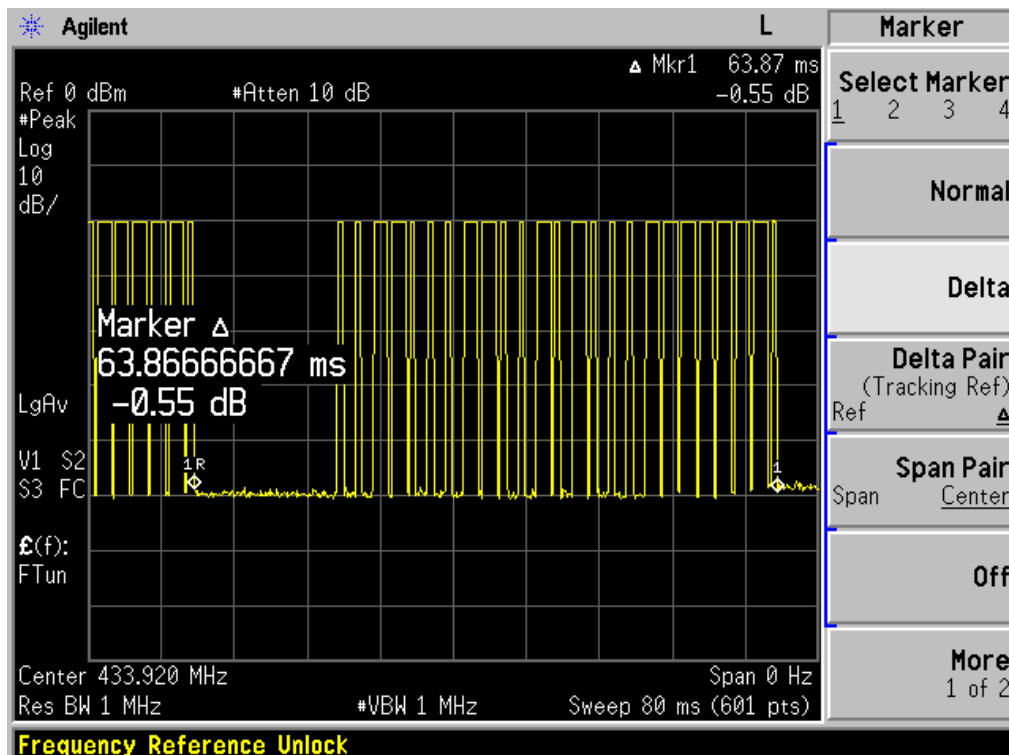 Agilent L Marker
Δ Mkr1 63.87 ms
Ref 0 dBm #Atten 10 dB -0.55 dB
#Peak
Log
10
dB/
Marker Δ
63.86666667 ms
-0.55 dB
LgAv
V1 S2
S3 FC
1R
1
£(f):
FTun
Center 433.920 MHz Span 0 Hz
Res BW 1 MHz #VBW 1 MHz Sweep 80 ms (601 pts)
Frequency Reference Unlock
Select Marker
1 2 3 4
Normal
Delta
Delta Pair
(Tracking Ref)
Ref Δ
Span Pair
Span Center
Off
More
1 of 2